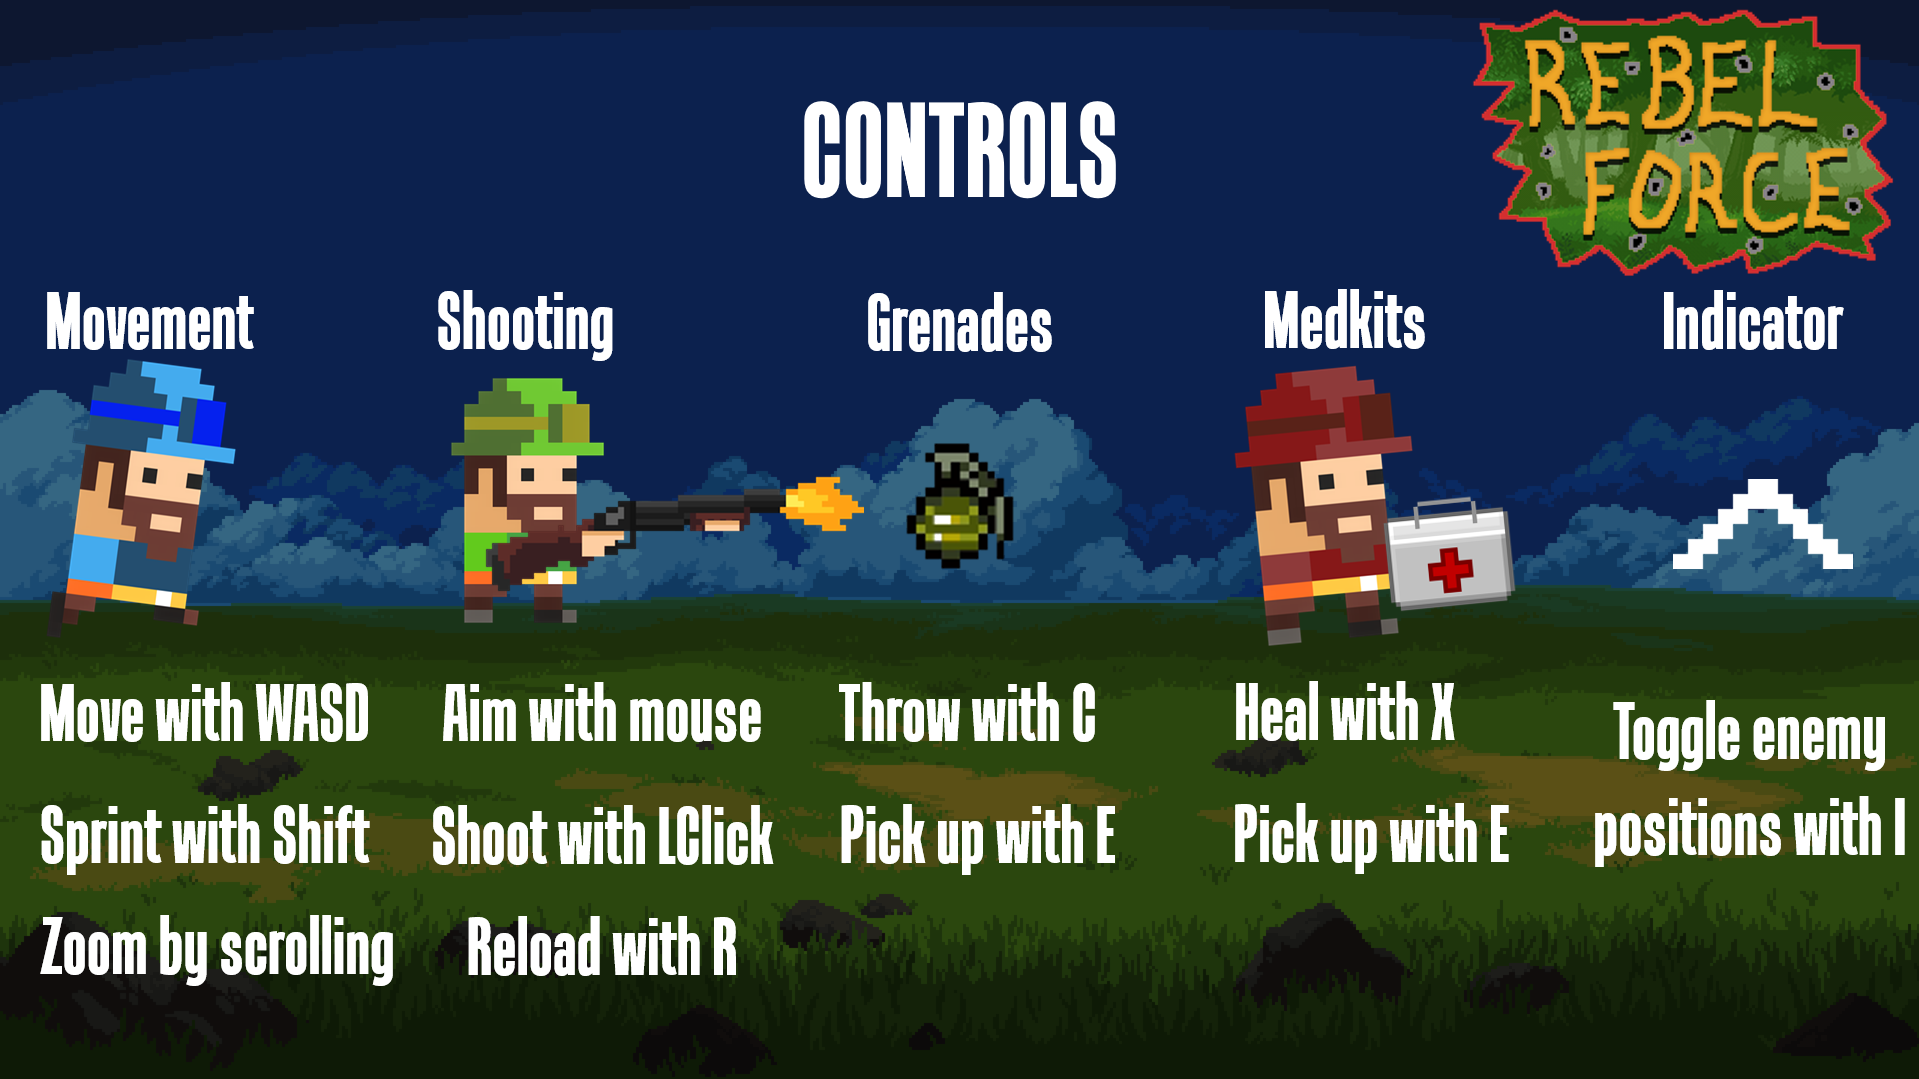 REBEL
FORCE
CONTROLS
Movement
Move with WASD
Sprint with Shift
Zoom by scrolling
Shooting
Aim with mouse
Shoot with LClick
Reload with R
Grenades
Throw with C
Pick up with E
Medkits
Heal with X
Pick up with E
Indicator
Toggle enemy
positions with I